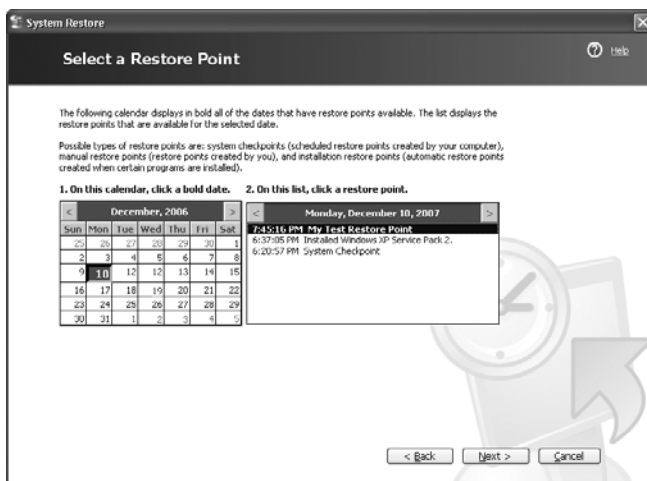 System Restore
Select a Restore Point
Help
The following calendar displays in bold all of the dates that have restore points available. The list displays the
restore points that are available for the selected date.
Possible types of restore points are: system checkpoints (scheduled restore points created by your computer),
manual restore points (restore points created by you), and installation restore points (automatic restore points
created when certain programs are installed).
1. On this calendar, click a bold date.
2. On this list, click a restore point.
< December, 2006 >
Sun Mon Tue Wed Thu Fri Sat
25 26 27 28 29 30 1
2 3 4 5 6 7 8
9 10 12 12 13 14 15
16 17 18 19 20 21 22
23 24 25 26 27 28 29
30 31 1 2 3 4 5
< Monday, December 10, 2007 >
7:45:16 PM My Test Restore Point
6:37:05 PM Installed Windows XP Service Pack 2.
6:20:57 PM System Checkpoint
< Back
Next >
Cancel